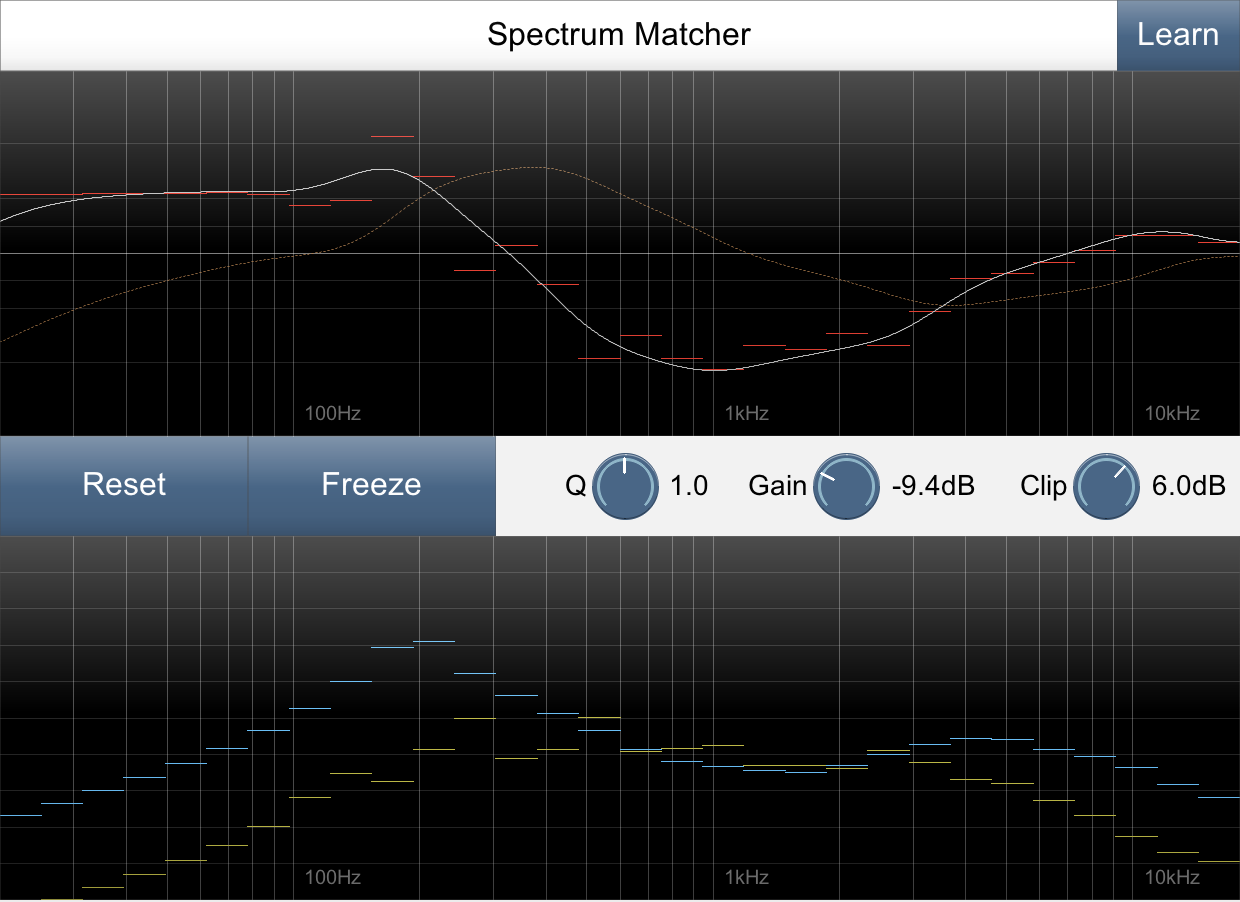 Spectrum Matcher
Learn
100Hz 1kHz 10kHz
Reset Freeze Q 1.0 Gain -9.4dB Clip 6.0dB
100Hz 1kHz 10kHz